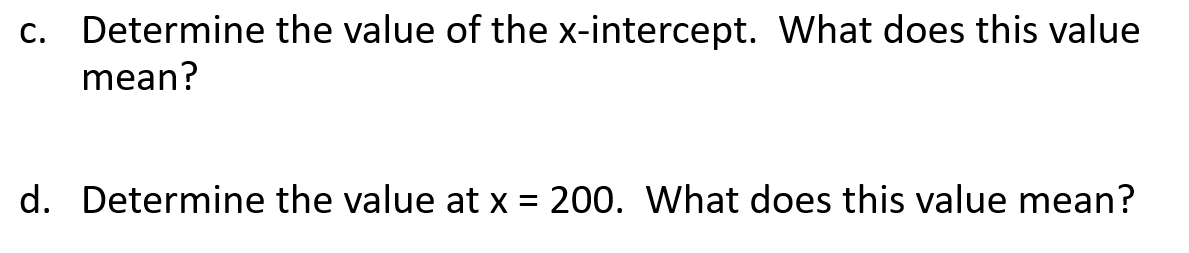 c. Determine the value of the x-intercept. What does this value
mean?
d. Determine the value at x = 200. What does this value mean?